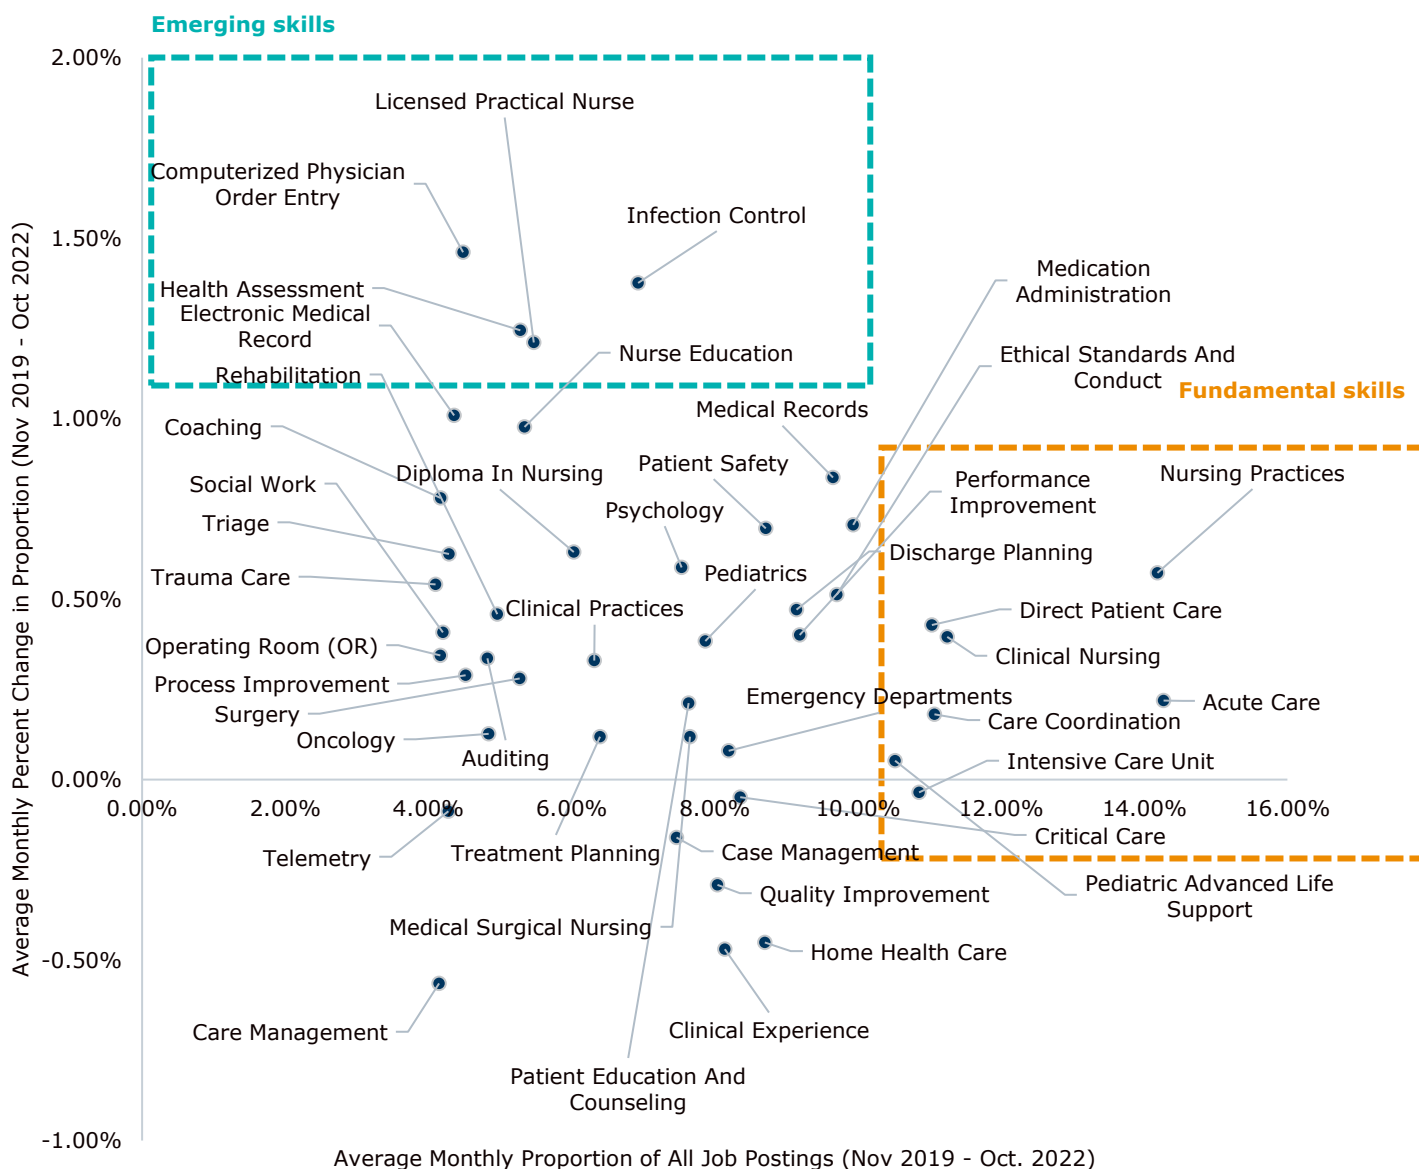 Emerging skills
2.00%
Licensed Practical Nurse
Computerized Physician
Order Entry
Infection Control
1.50%
Medication
Administration
Health Assessment
Electronic Medical
Record
Nurse Education
Ethical Standards And
Conduct
Rehabilitation
Fundamental skills
1.00%
Medical Records
Coaching
Diploma In Nursing
Patient Safety
Performance
Improvement
Nursing Practices
Social Work
Psychology
Triage
Discharge Planning
Trauma Care
Pediatrics
0.50%
Clinical Practices
Direct Patient Care
Operating Room (OR)
Clinical Nursing
Process Improvement
Emergency Departments
Acute Care
Surgery
Care Coordination
Oncology
Auditing
Intensive Care Unit
0.00%
0.00%
2.00%
4.00%
6.00%
8.00%
10.00%
12.00%
14.00%
16.00%
Critical Care
Telemetry
Treatment Planning
Case Management
Pediatric Advanced Life
Support
Quality Improvement
Medical Surgical Nursing
Home Health Care
-0.50%
Care Management
Clinical Experience
Patient Education And
Counseling
-1.00%
Average Monthly Percent Change in Proportion (Nov 2019 - Oct 2022)
Average Monthly Proportion of All Job Postings (Nov 2019 - Oct. 2022)